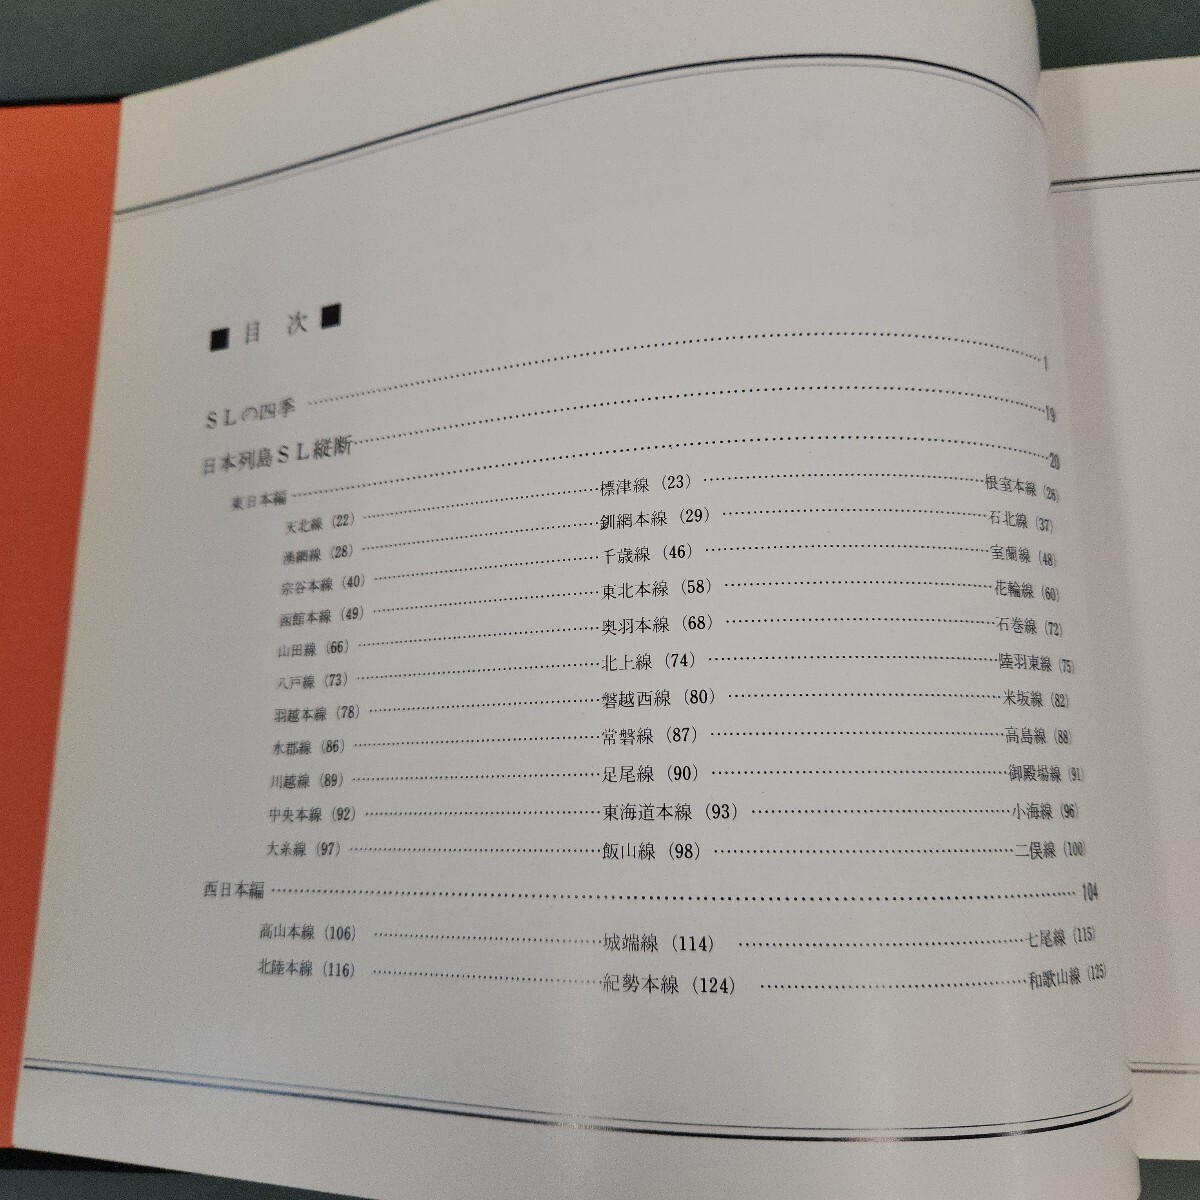 ■ 目 次 ■
SLの四季 ……………… 1
日本列島SL縦断 ……………… 19
東日本編 ……………… 20
天北線 (22) ……………… 標津線 (23) ……………… 根室本線 (26)
湧網線 (28) ……………… 釧網本線 (29) ……………… 石北線 (37)
宗谷本線 (40) ……………… 千歳線 (46) ……………… 室蘭線 (48)
函館本線 (49) ……………… 東北本線 (58) ……………… 花輪線 (60)
山田線 (66) ……………… 奥羽本線 (68) ……………… 石巻線 (72)
八戸線 (73) ……………… 北上線 (74) ……………… 陸羽東線 (75)
羽越本線 (78) ……………… 磐越西線 (80) ……………… 米坂線 (82)
水郡線 (86) ……………… 常磐線 (87) ……………… 高島線 (88)
川越線 (89) ……………… 足尾線 (90) ……………… 御殿場線 (91)
中央本線 (92) ……………… 東海道本線 (93) ……………… 小海線 (96)
大糸線 (97) ……………… 飯山線 (98) ……………… 二俣線 (100)
西日本編 ……………… 104
高山本線 (106) ……………… 城端線 (114) ……………… 七尾線 (115)
北陸本線 (116) ……………… 紀勢本線 (124) ……………… 和歌山線 (125)